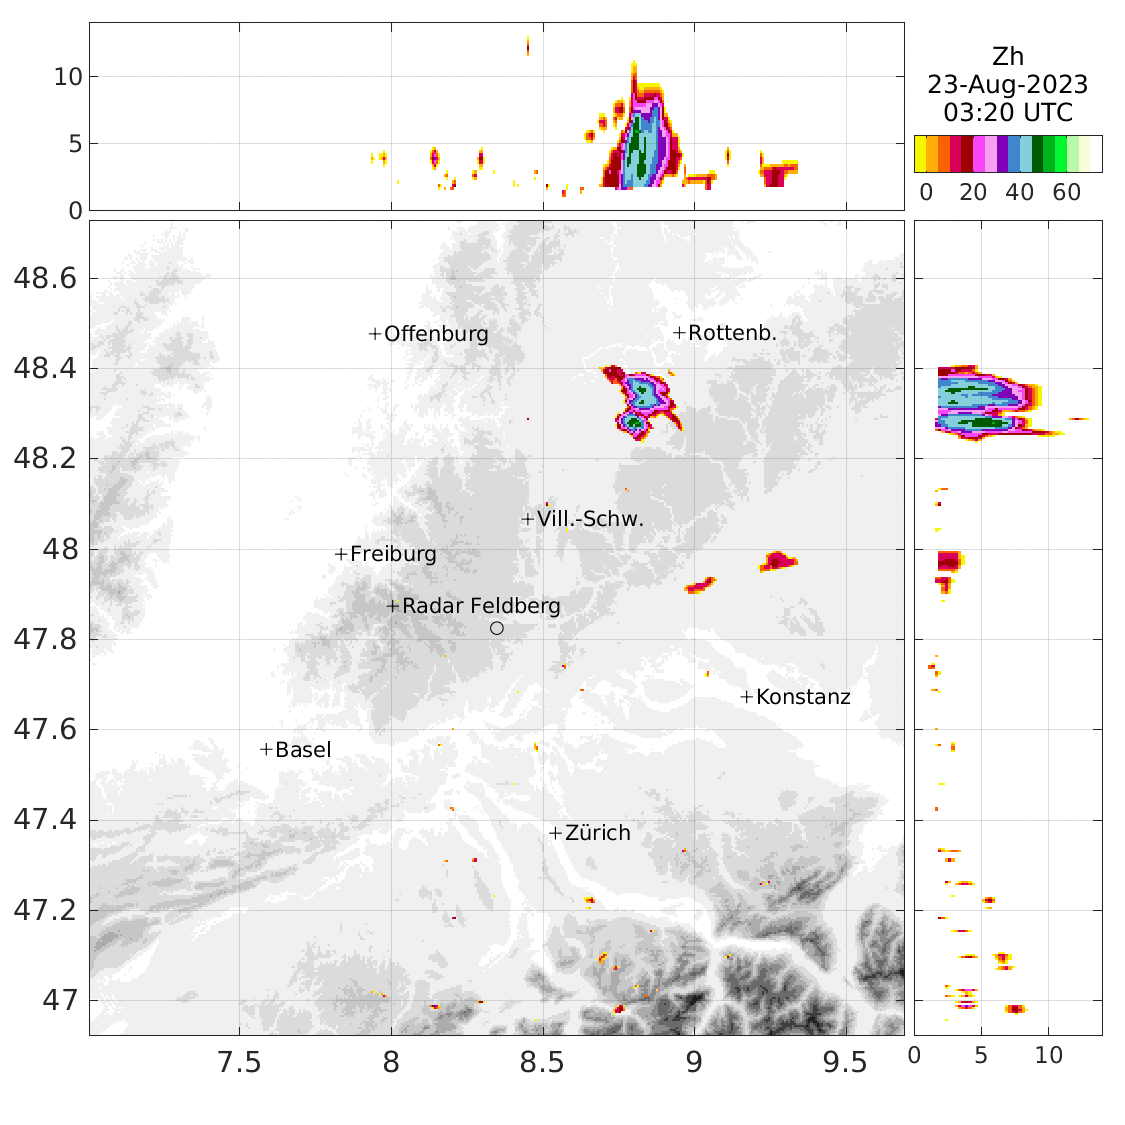 10
5
0
Zh
23-Aug-2023
03:20 UTC
0 20 40 60
48.6
48.4
48.2
48
47.8
47.6
47.4
47.2
47
+Offenburg
+Rottenb.
+Vill.-Schw.
+Freiburg
+Radar Feldberg
+Konstanz
+Basel
+Zürich
7.5 8 8.5 9 9.5
0 5 10